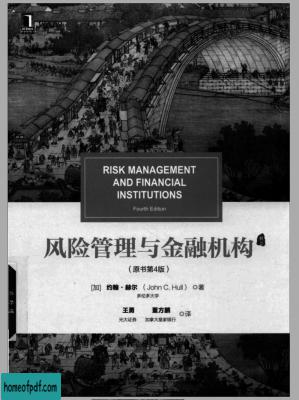 RISK MANAGEMENT
AND FINANCIAL
INSTITUTIONS
Fourth Edition
风险管理与金融机构
（原书第4版）
[加] 约翰·赫尔 （John C. Hull） 著
多伦多大学
王勇 董方鹏 译
光大证券 加拿大皇家银行
homeofpdf.com